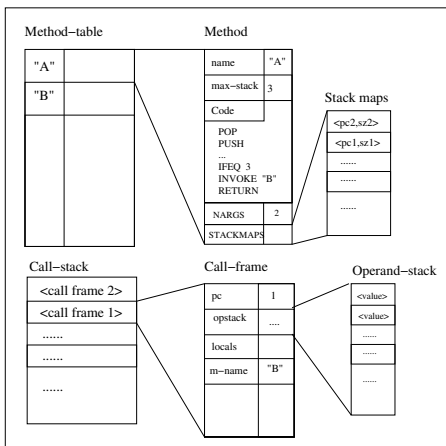 Method-table
"A"
"B"
Method
name "A"
max-stack 3
Code
POP
PUSH
...
IFEQ 3
INVOKE "B"
RETURN
NARGS 2
STACKMAPS
Stack maps
<pc2,sz2>
<pc1,sz1>
......
......
......
Call-stack
<call frame 2>
<call frame 1>
......
......
......
Call-frame
pc 1
opstack ....
locals
m-name "B"
Operand-stack
<value>
<value>
......
......
......